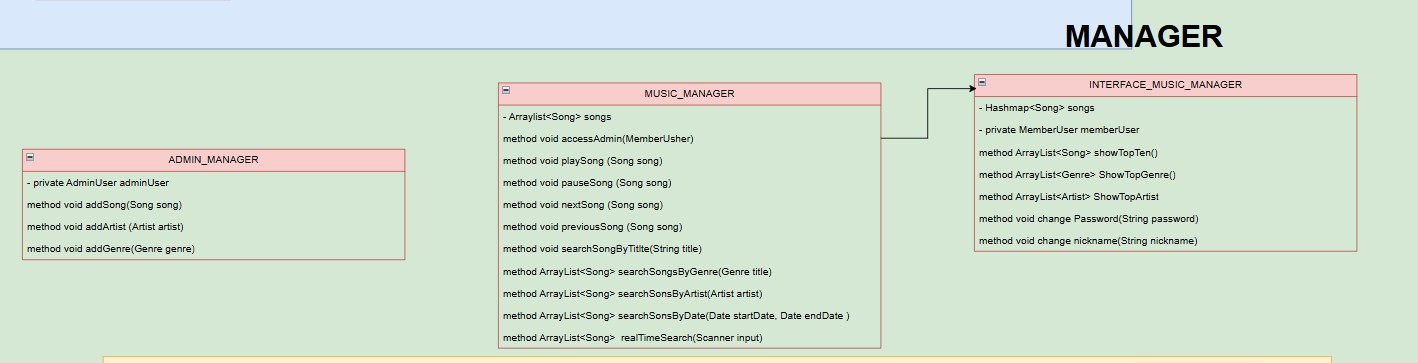 MANAGER
ADMIN_MANAGER
- private AdminUser adminUser
method void addSong(Song song)
method void addArtist (Artist artist)
method void addGenre(Genre genre)
MUSIC_MANAGER
- Arraylist<Song> songs
method void accessAdmin(MemberUsher)
method void playSong (Song song)
method void pauseSong (Song song)
method void nextSong (Song song)
method void previousSong (Song song)
method void searchSongByTitlte(String title)
method ArrayList<Song> searchSongsByGenre(Genre title)
method ArrayList<Song> searchSonsByArtist(Artist artist)
method ArrayList<Song> searchSonsByDate(Date startDate, Date endDate )
method ArrayList<Song>  realTimeSearch(Scanner input)
INTERFACE_MUSIC_MANAGER
- Hashmap<Song> songs
- private MemberUser memberUser
method ArrayList<Song> showTopTen()
method ArrayList<Genre> ShowTopGenre()
method ArrayList<Artist> ShowTopArtist
method void change Password(String password)
method void change nickname(String nickname)